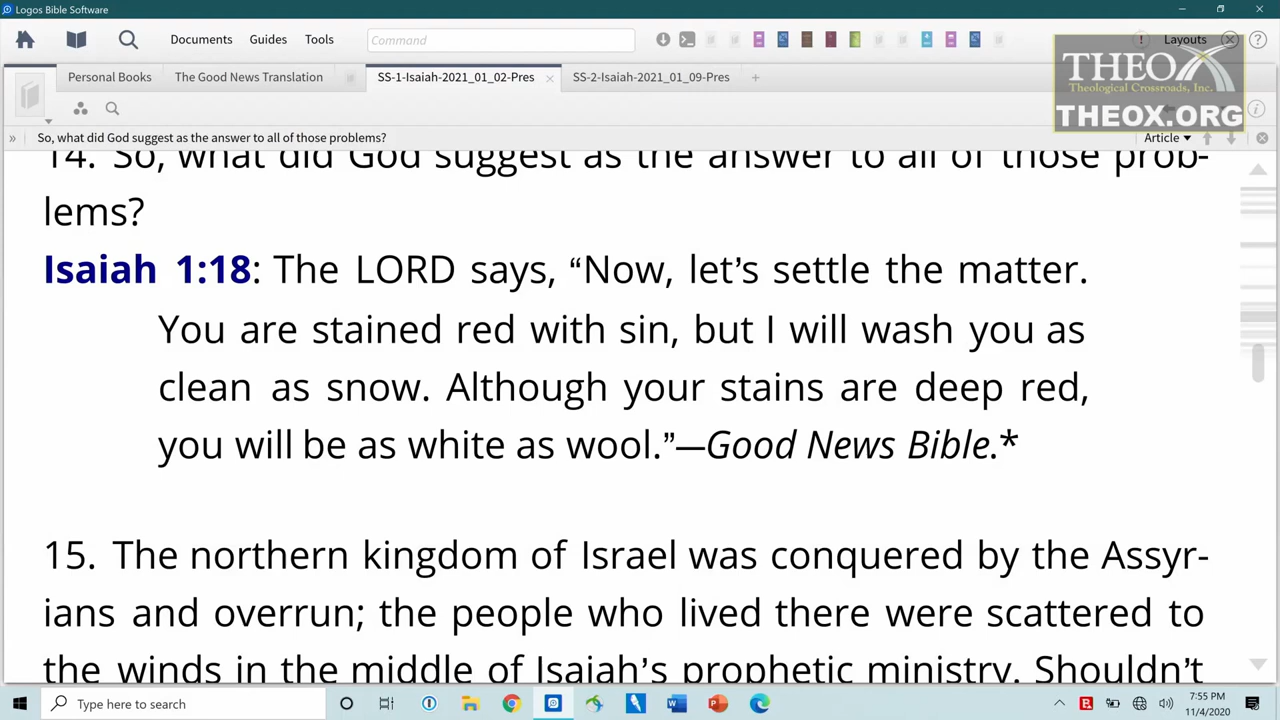 Logos Bible Software
Documents Guides Tools Command Layouts
THEOX
Theological Crossroads, Inc.
THEOX.ORG
Personal Books The Good News Translation SS-1-Isaiah-2021_01_02-Pres SS-2-Isaiah-2021_01_09-Pres
So, what did God suggest as the answer to all of those problems? Article
14. So, what did God suggest as the answer to all of those prob-
lems?
Isaiah 1:18: The LORD says, “Now, let’s settle the matter.
You are stained red with sin, but I will wash you as
clean as snow. Although your stains are deep red,
you will be as white as wool.”—Good News Bible.*
15. The northern kingdom of Israel was conquered by the Assyr-
ians and overrun; the people who lived there were scattered to
the winds in the middle of Isaiah’s prophetic ministry. Shouldn’t
Type here to search
7:55 PM
11/4/2020